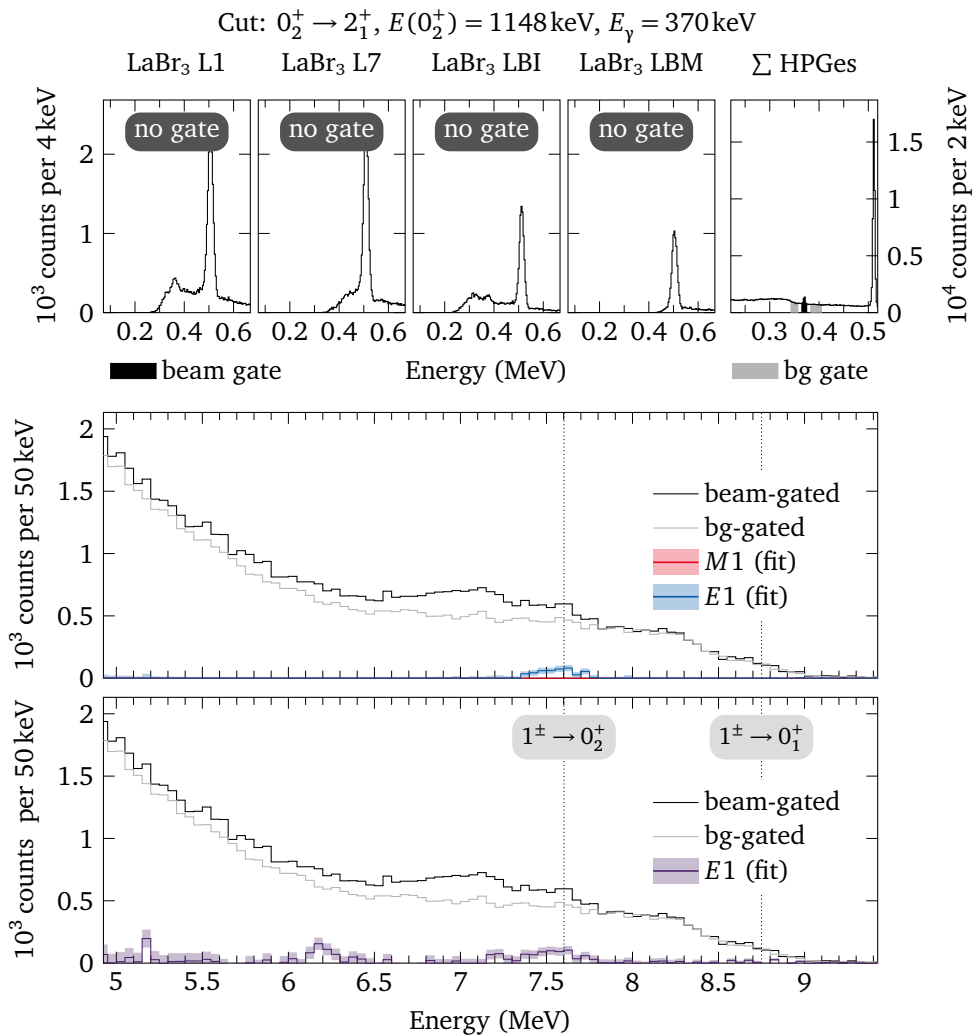 Cut: 0₂⁺ → 2₁⁺, E(0₂⁺) = 1148 keV, Eγ = 370 keV
LaBr₃ L1 LaBr₃ L7 LaBr₃ LBI LaBr₃ LBM ∑ HPGes
no gate no gate no gate no gate
10³ counts per 4 keV
2
1
0
1.5
1
0.5
0
10⁴ counts per 2 keV
0.2 0.4 0.6 0.2 0.4 0.6 0.2 0.4 0.6 0.2 0.4 0.6 0.3 0.4 0.5
beam gate Energy (MeV) bg gate
10³ counts per 50 keV
2
1.5
1
0.5
0
beam-gated
bg-gated
M1 (fit)
E1 (fit)
10³ counts per 50 keV
2
1.5
1
0.5
0
1± → 0₂⁺ 1± → 0₁⁺
beam-gated
bg-gated
E1 (fit)
5 5.5 6 6.5 7 7.5 8 8.5 9
Energy (MeV)